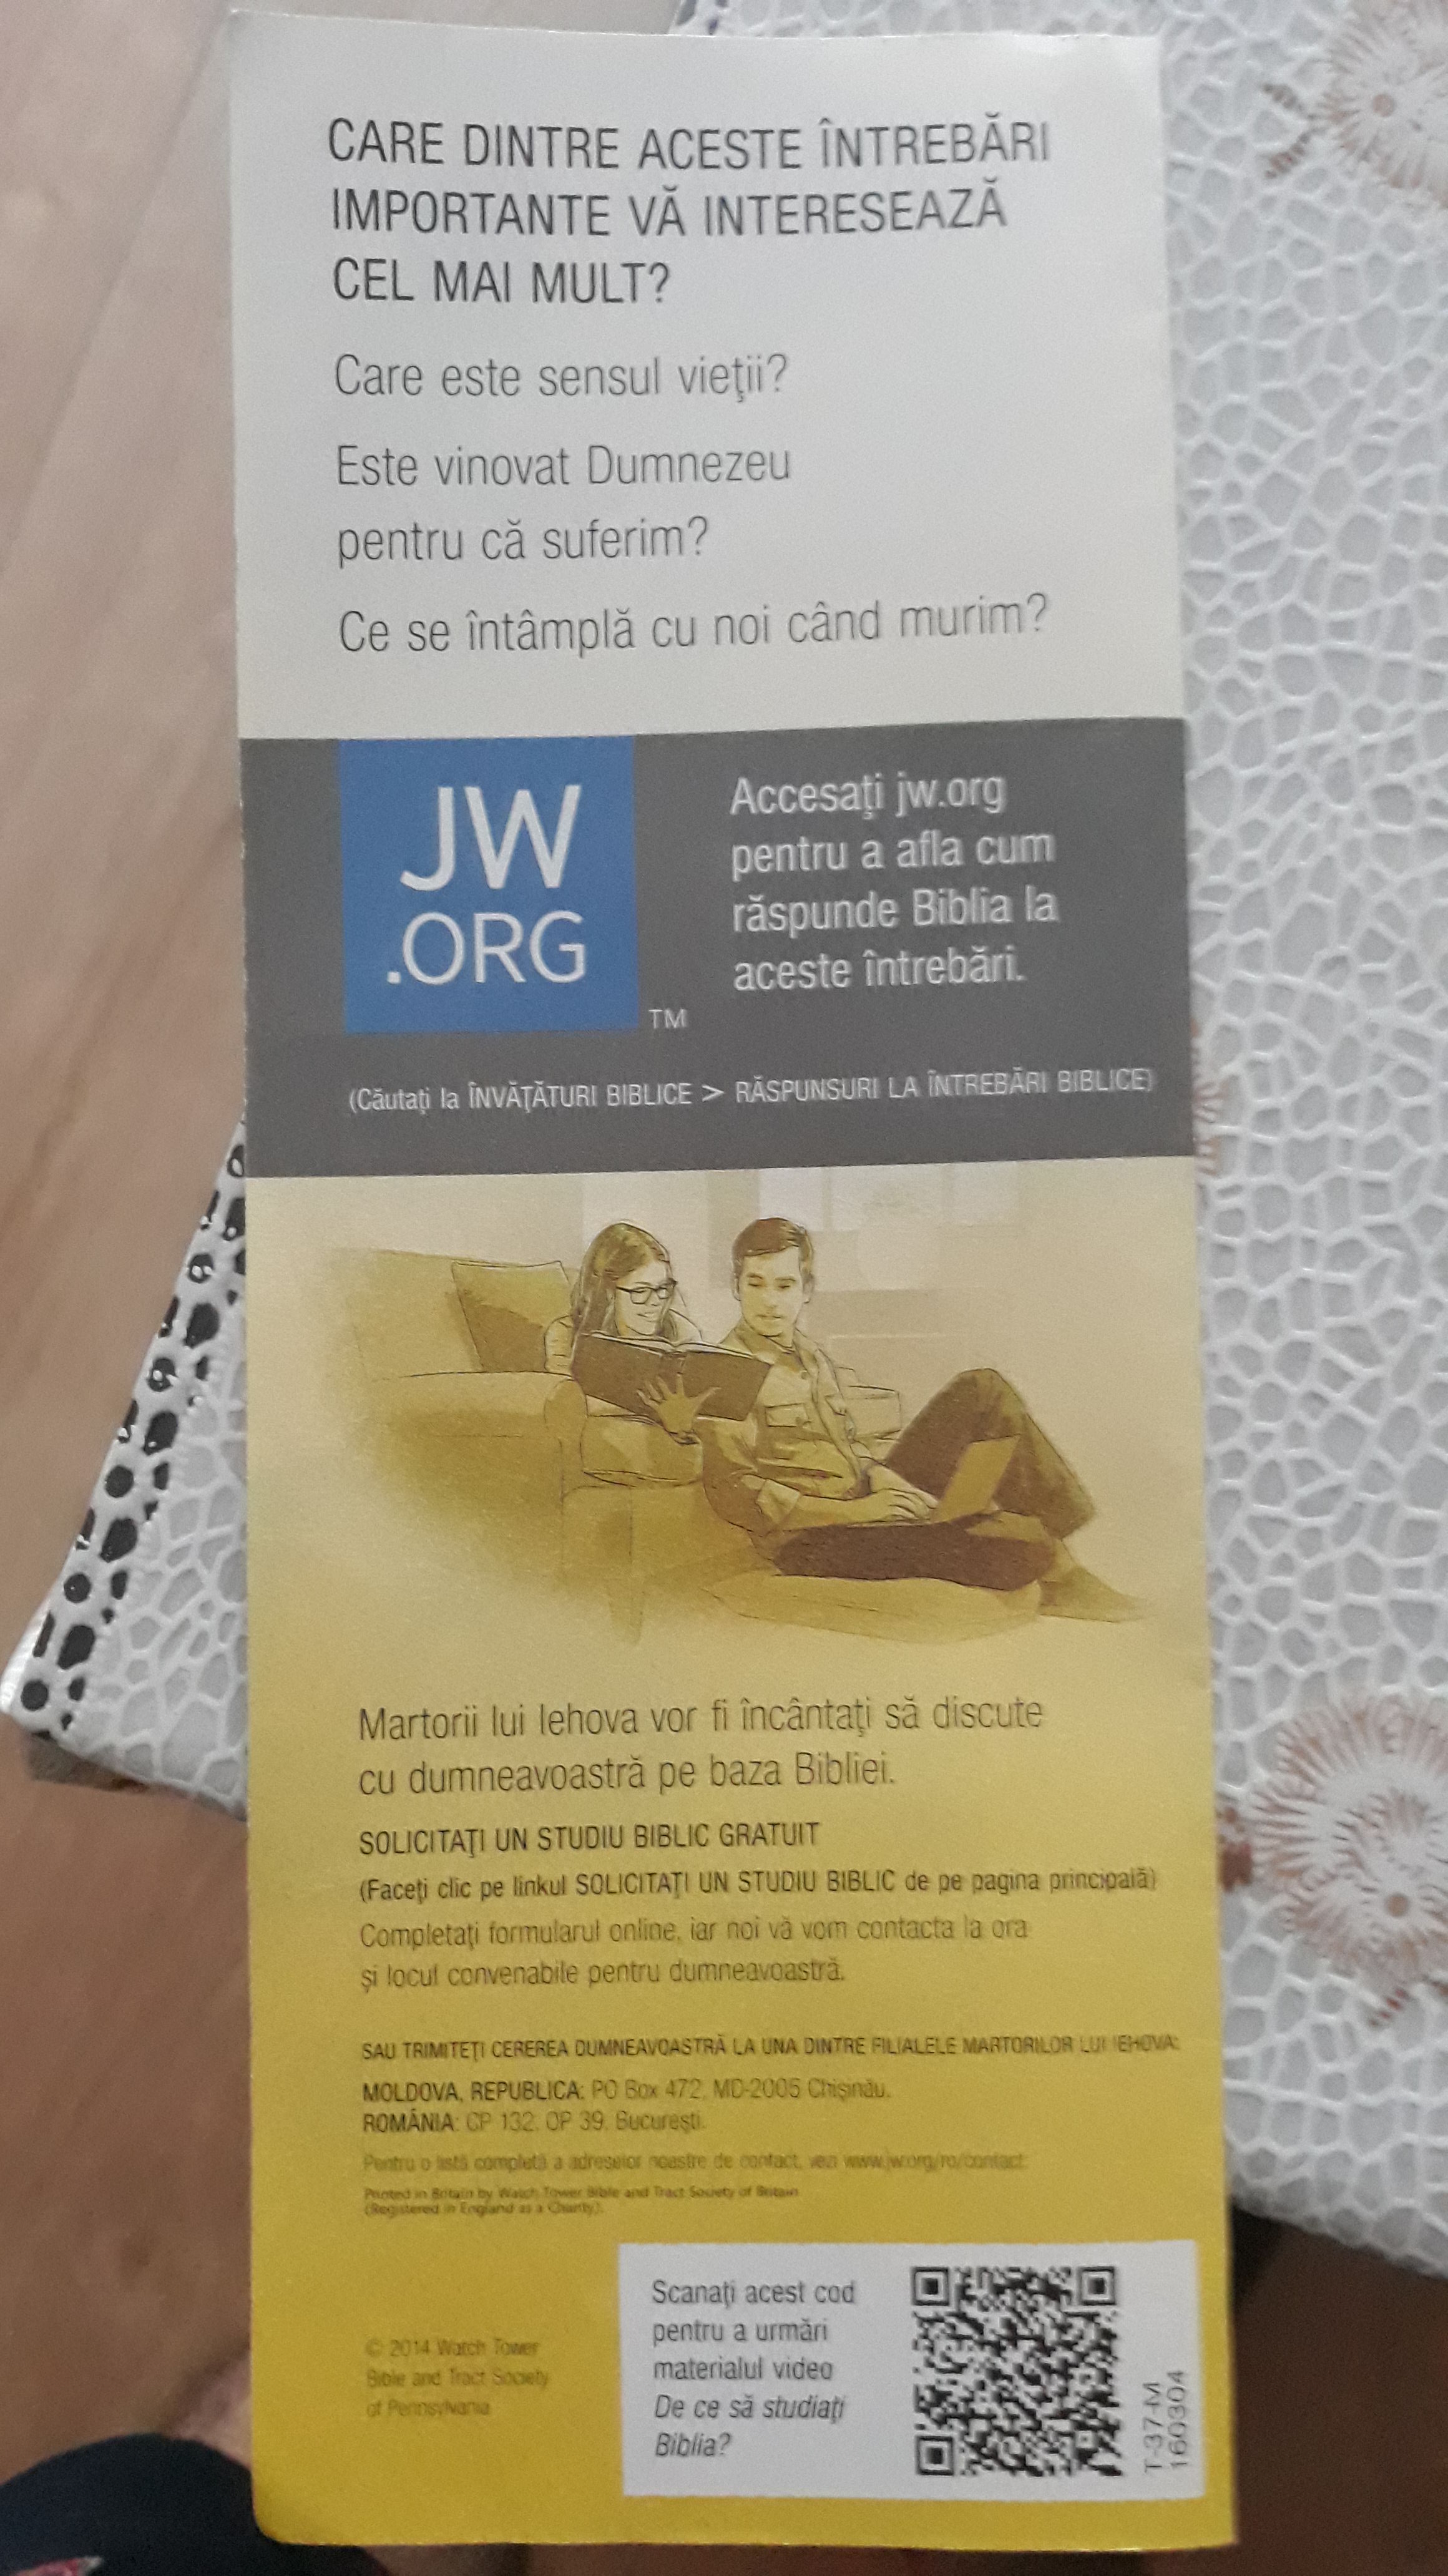 CARE DINTRE ACESTE ÎNTREBĂRI
IMPORTANTE VĂ INTERESEAZĂ
CEL MAI MULT?
Care este sensul vieţii?
Este vinovat Dumnezeu
pentru că suferim?
Ce se întâmplă cu noi când murim?
JW
.ORG
TM
Accesaţi jw.org
pentru a afla cum
răspunde Biblia la
aceste întrebări.
(Căutaţi la ÎNVĂŢĂTURI BIBLICE > RĂSPUNSURI LA ÎNTREBĂRI BIBLICE)
Martorii lui Iehova vor fi încântaţi să discute
cu dumneavoastră pe baza Bibliei.
SOLICITAŢI UN STUDIU BIBLIC GRATUIT
(Faceţi clic pe linkul SOLICITAŢI UN STUDIU BIBLIC de pe pagina principală)
Completaţi formularul online, iar noi vă vom contacta la ora
şi locul convenabile pentru dumneavoastră.
SAU TRIMITEŢI CEREREA DUMNEAVOASTRĂ LA UNA DINTRE FILIALELE MARTORILOR LUI IEHOVA:
MOLDOVA, REPUBLICA: PO Box 472, MD-2005 Chişinău.
ROMÂNIA: CP 132, OP 39, Bucureşti.
Pentru o listă completă a adreselor noastre de contact, vezi www.jw.org/ro/contact.
Printed in Britain by Watch Tower Bible and Tract Society of Britain
(Registered in England as a Charity).
© 2014 Watch Tower
Bible and Tract Society
of Pennsylvania
Scanaţi acest cod
pentru a urmări
materialul video
De ce să studiaţi
Biblia?
T-37-M
160304